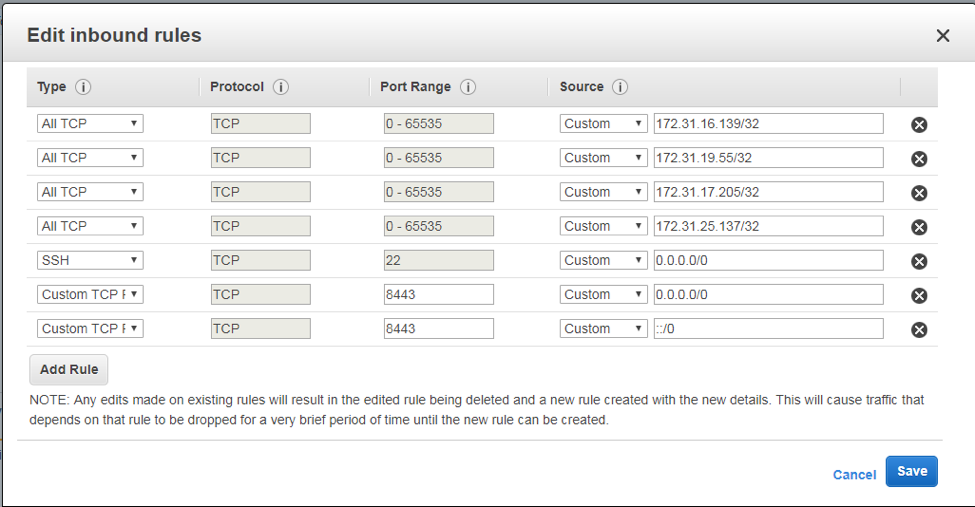 Edit inbound rules
Type Protocol Port Range Source
All TCP TCP 0 - 65535 Custom 172.31.16.139/32
All TCP TCP 0 - 65535 Custom 172.31.19.55/32
All TCP TCP 0 - 65535 Custom 172.31.17.205/32
All TCP TCP 0 - 65535 Custom 172.31.25.137/32
SSH TCP 22 Custom 0.0.0.0/0
Custom TCP F TCP 8443 Custom 0.0.0.0/0
Custom TCP F TCP 8443 Custom ::/0
Add Rule
NOTE: Any edits made on existing rules will result in the edited rule being deleted and a new rule created with the new details. This will cause traffic that
depends on that rule to be dropped for a very brief period of time until the new rule can be created.
Cancel Save